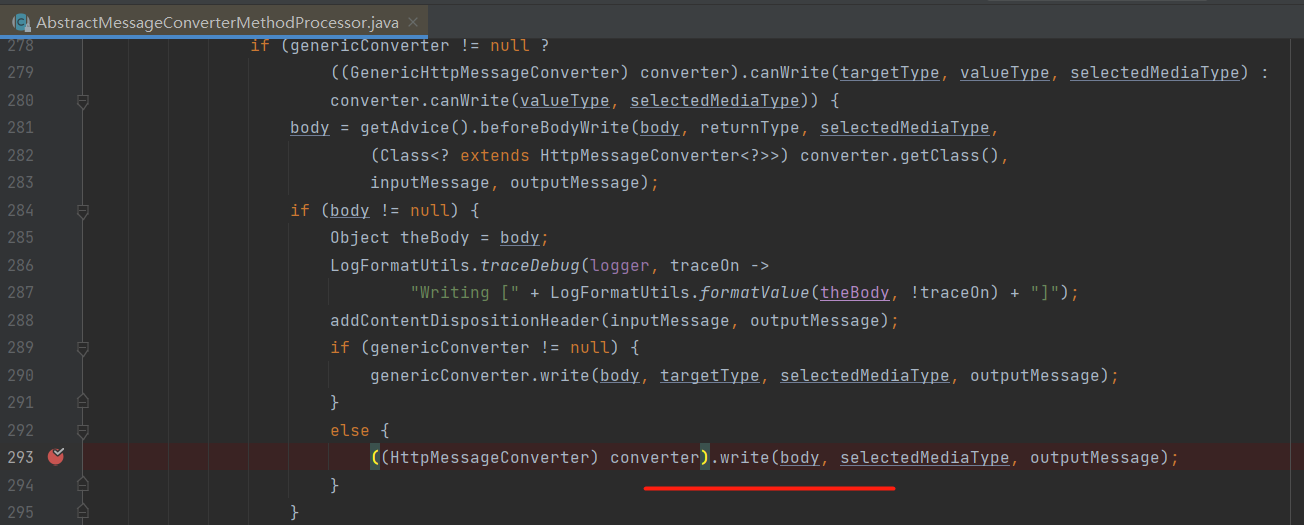 AbstractMessageConverterMethodProcessor.java
278 if (genericConverter != null ?
279 ((GenericHttpMessageConverter) converter).canWrite(targetType, valueType, selectedMediaType) :
280 converter.canWrite(valueType, selectedMediaType)) {
281 body = getAdvice().beforeBodyWrite(body, returnType, selectedMediaType,
282 (Class<? extends HttpMessageConverter<?>>) converter.getClass(),
283 inputMessage, outputMessage);
284 if (body != null) {
285 Object theBody = body;
286 LogFormatUtils.traceDebug(logger, traceOn ->
287 "Writing [" + LogFormatUtils.formatValue(theBody, !traceOn) + "]");
288 addContentDispositionHeader(inputMessage, outputMessage);
289 if (genericConverter != null) {
290 genericConverter.write(body, targetType, selectedMediaType, outputMessage);
291 }
292 else {
293 ((HttpMessageConverter) converter).write(body, selectedMediaType, outputMessage);
294 }
295 }